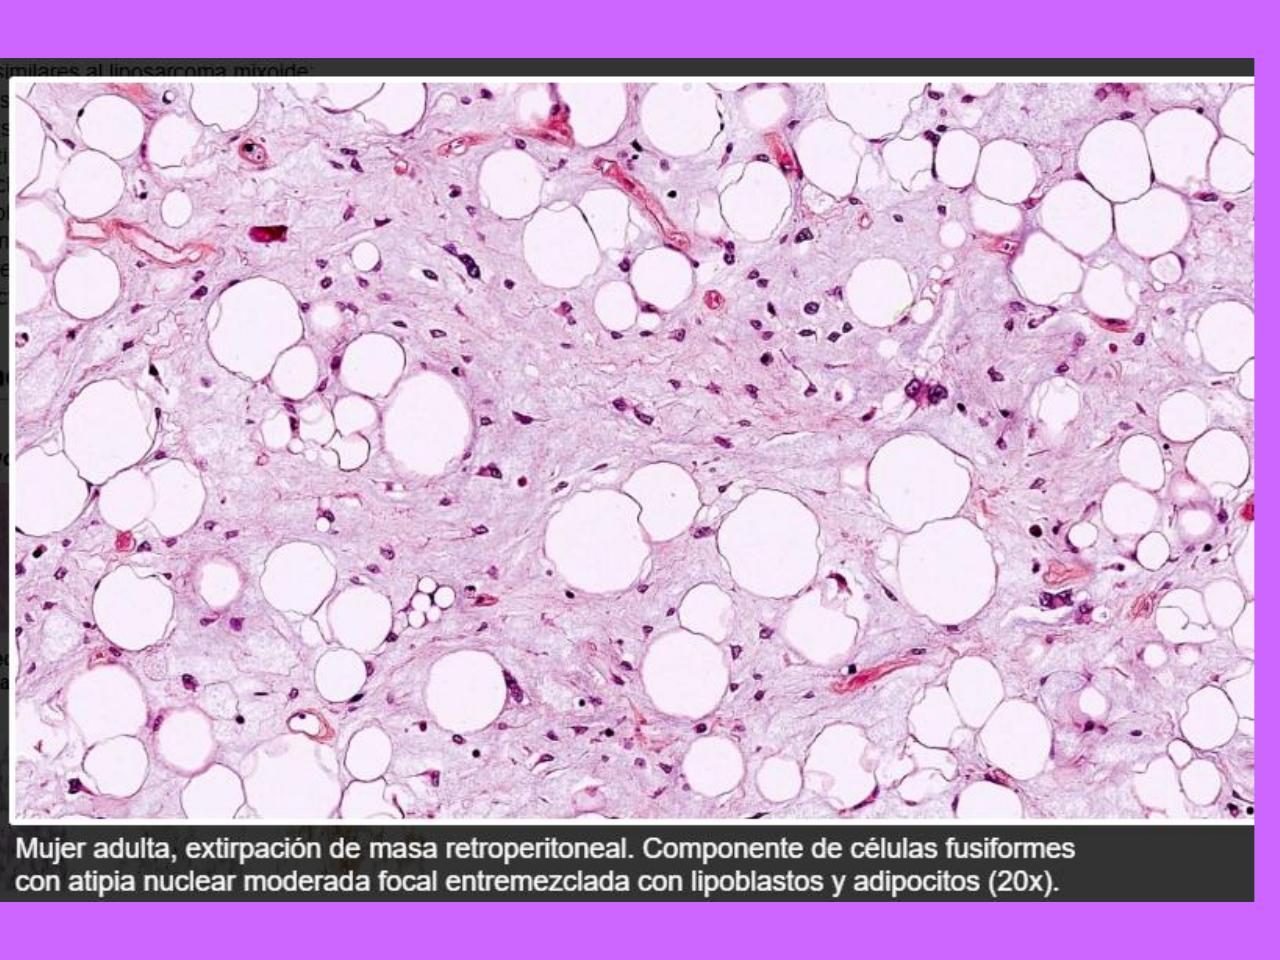 similares al liposarcoma mixoide:
Mujer adulta, extirpación de masa retroperitoneal. Componente de células fusiformes
con atipia nuclear moderada focal entremezclada con lipoblastos y adipocitos (20x).